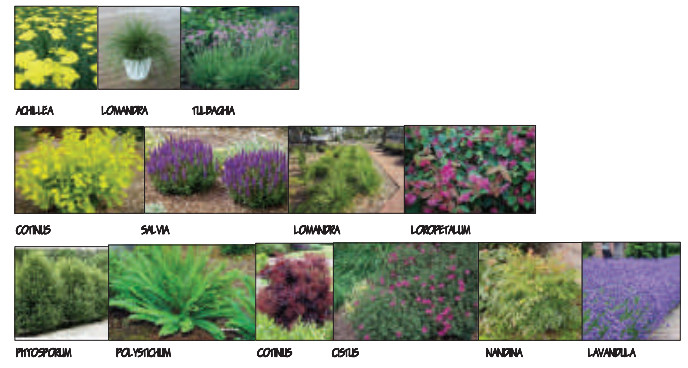 ACHILLEA LOMANDRA TULBAGHIA
COTINUS SALVIA LOMANDRA LOROPETALUM
PHYTOSPORUM POLYSTICHUM COTINUS CISTUS NANDINA LAVANDULA